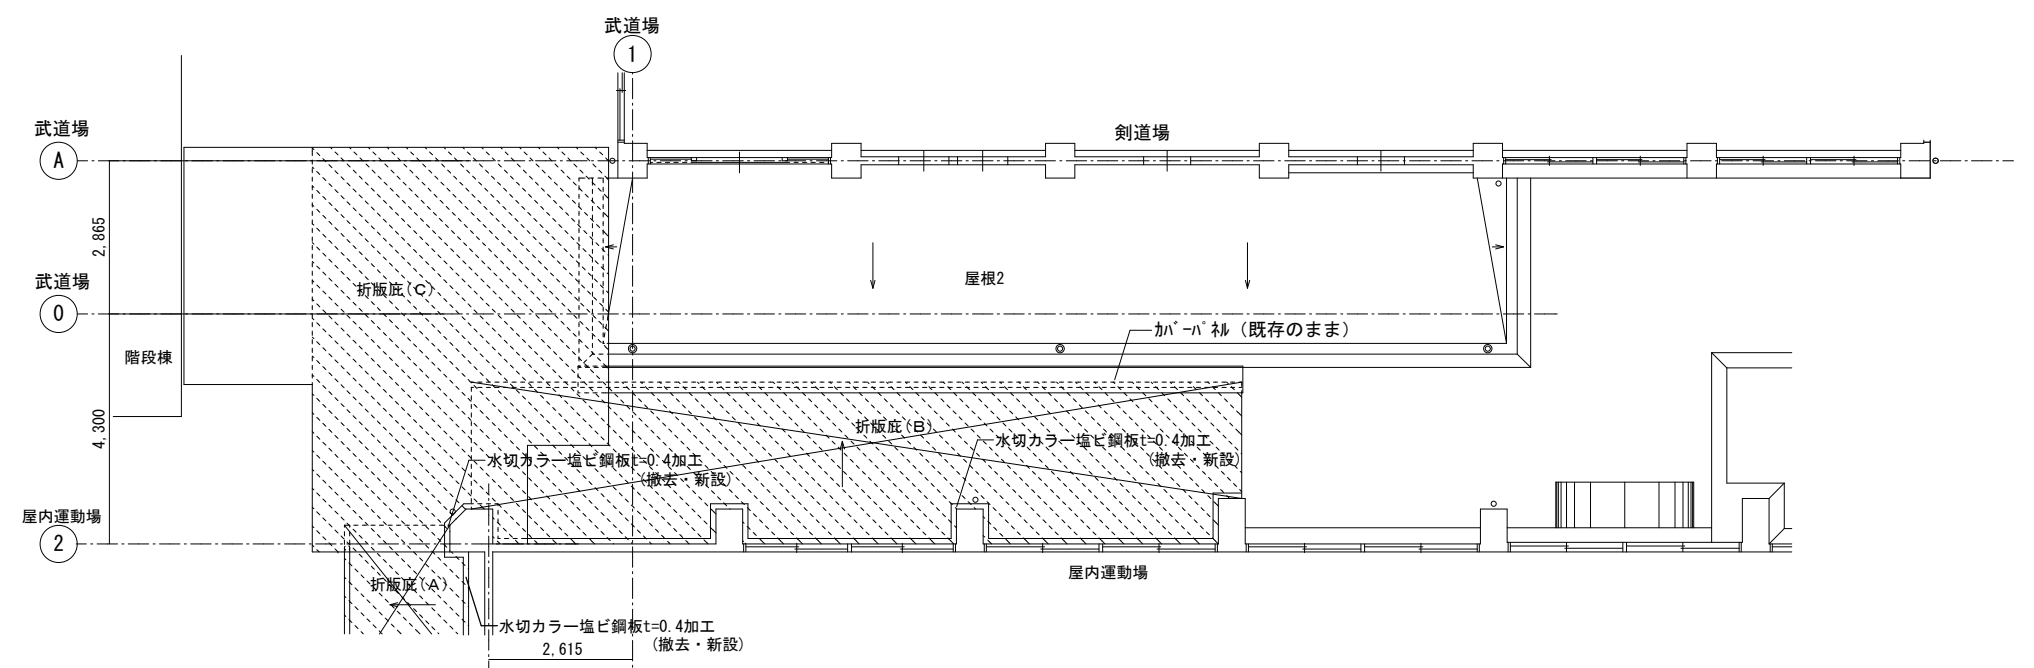 武道場
1
武道場
A
剣道場
2,865
武道場
0
折版庇(C)
屋根2
カバーパネル（既存のまま）
階段棟
4,300
折版庇(B)
水切カラー塩ビ鋼板t=0.4加工
(撤去・新設)
水切カラー塩ビ鋼板t=0.4加工
(撤去・新設)
屋内運動場
2
屋内運動場
折版庇(A)
水切カラー塩ビ鋼板t=0.4加工
(撤去・新設)
2,615